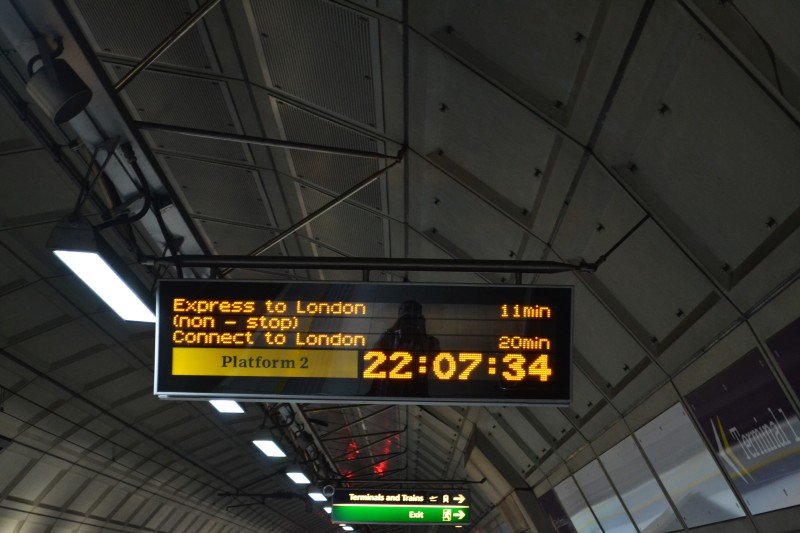 Express to London 11min
(non - stop)
Connect to London 20min
Platform 2 22:07:34
Terminals and Trains
Exit
Terminal